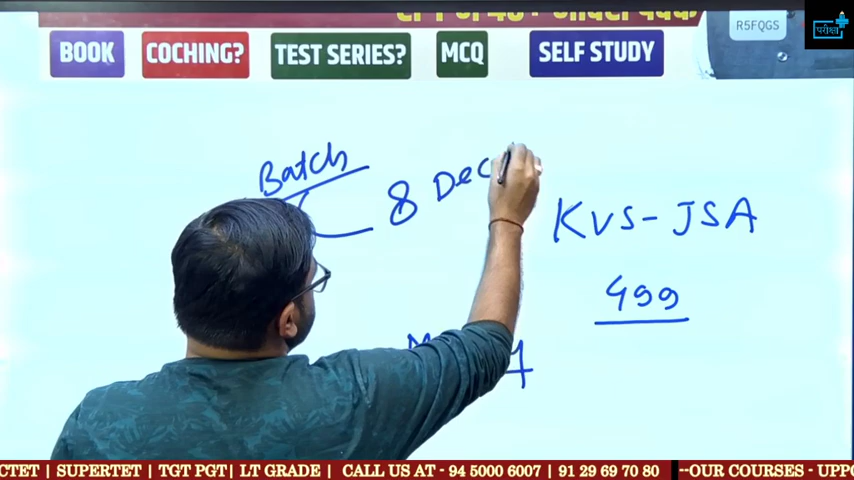 R5FQGS
परीक्षा
BOOK
COCHING?
TEST SERIES?
MCQ
SELF STUDY
Batch
8 Dec
KVS-JSA
499
CTET | SUPERTET | TGT PGT| LT GRADE | CALL US AT - 94 5000 6007 | 91 29 69 70 80 --OUR COURSES - UPPC